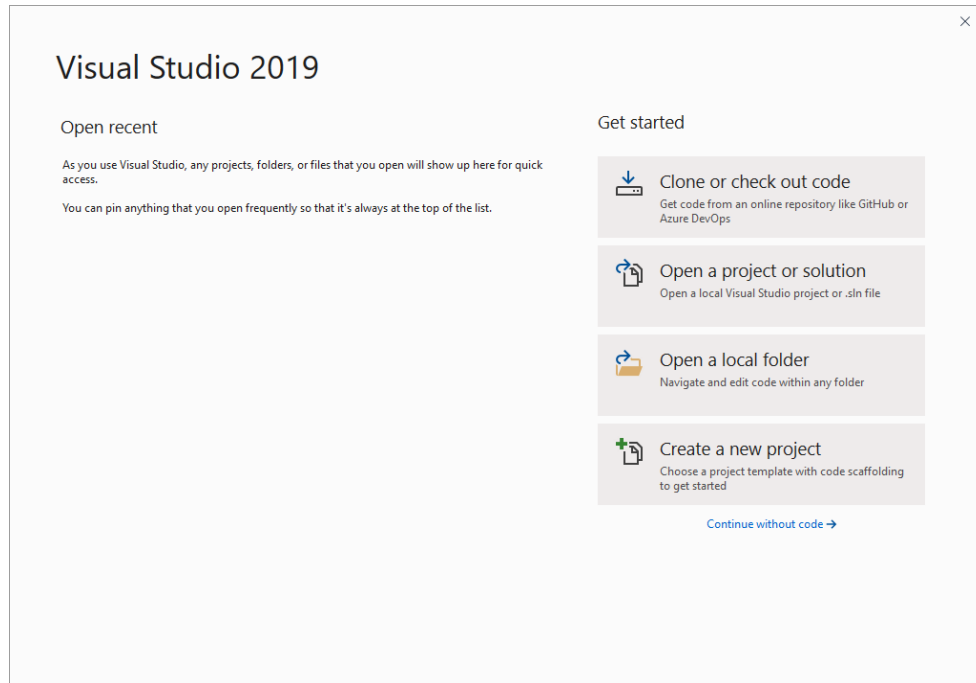 Visual Studio 2019
Open recent
As you use Visual Studio, any projects, folders, or files that you open will show up here for quick
access.
You can pin anything that you open frequently so that it's always at the top of the list.
Get started
Clone or check out code
Get code from an online repository like GitHub or
Azure DevOps
Open a project or solution
Open a local Visual Studio project or .sln file
Open a local folder
Navigate and edit code within any folder
Create a new project
Choose a project template with code scaffolding
to get started
Continue without code →